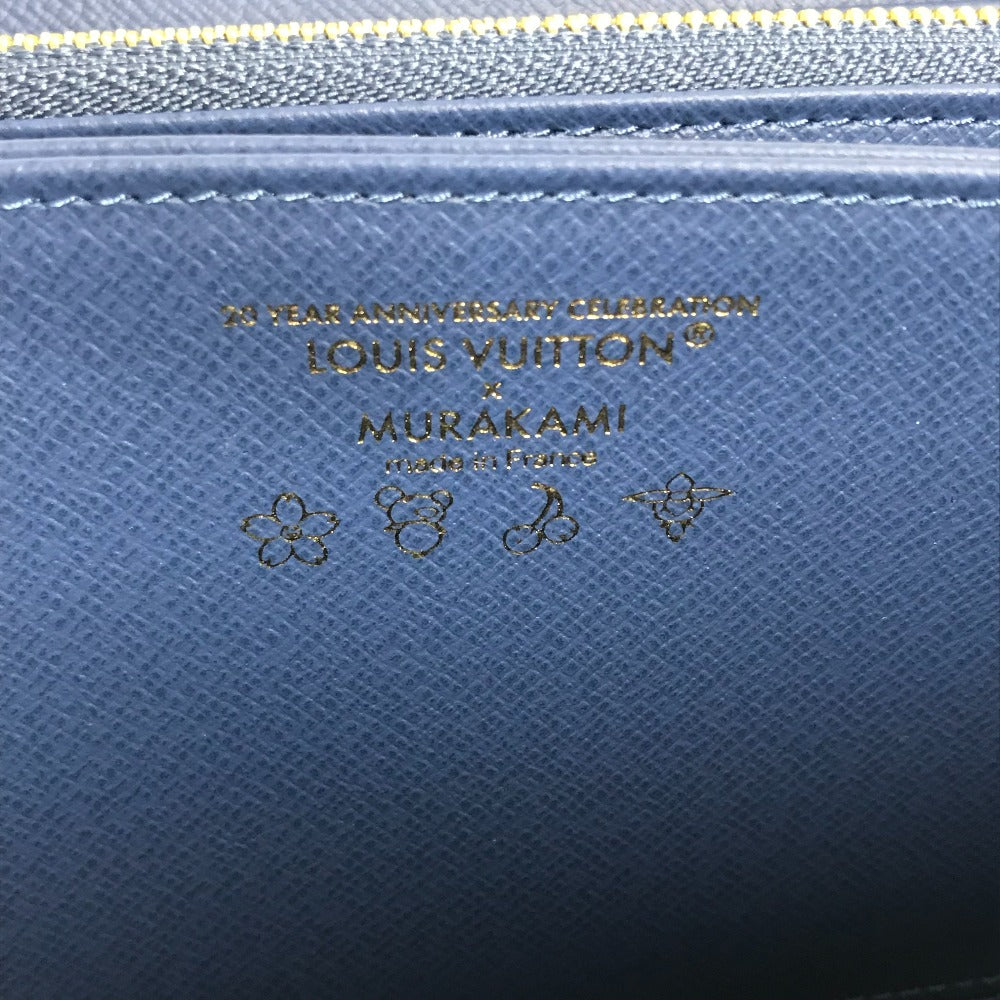 20 YEAR ANNIVERSARY CELEBRATION
LOUIS VUITTON®
x
MURAKAMI
made in France